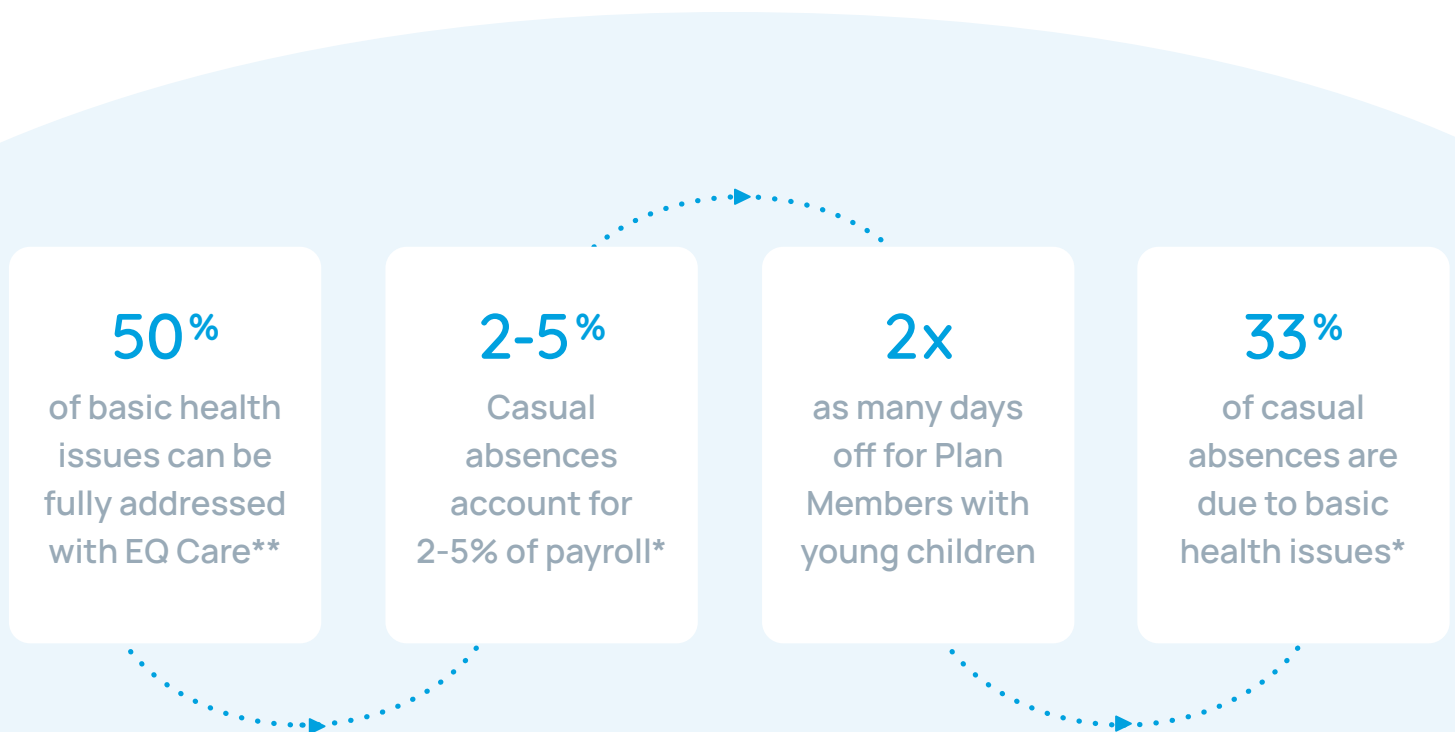 50%
of basic health
issues can be
fully addressed
with EQ Care**
2-5%
Casual
absences
account for
2-5% of payroll*
2x
as many days
off for Plan
Members with
young children
33%
of casual
absences are
due to basic
health issues*